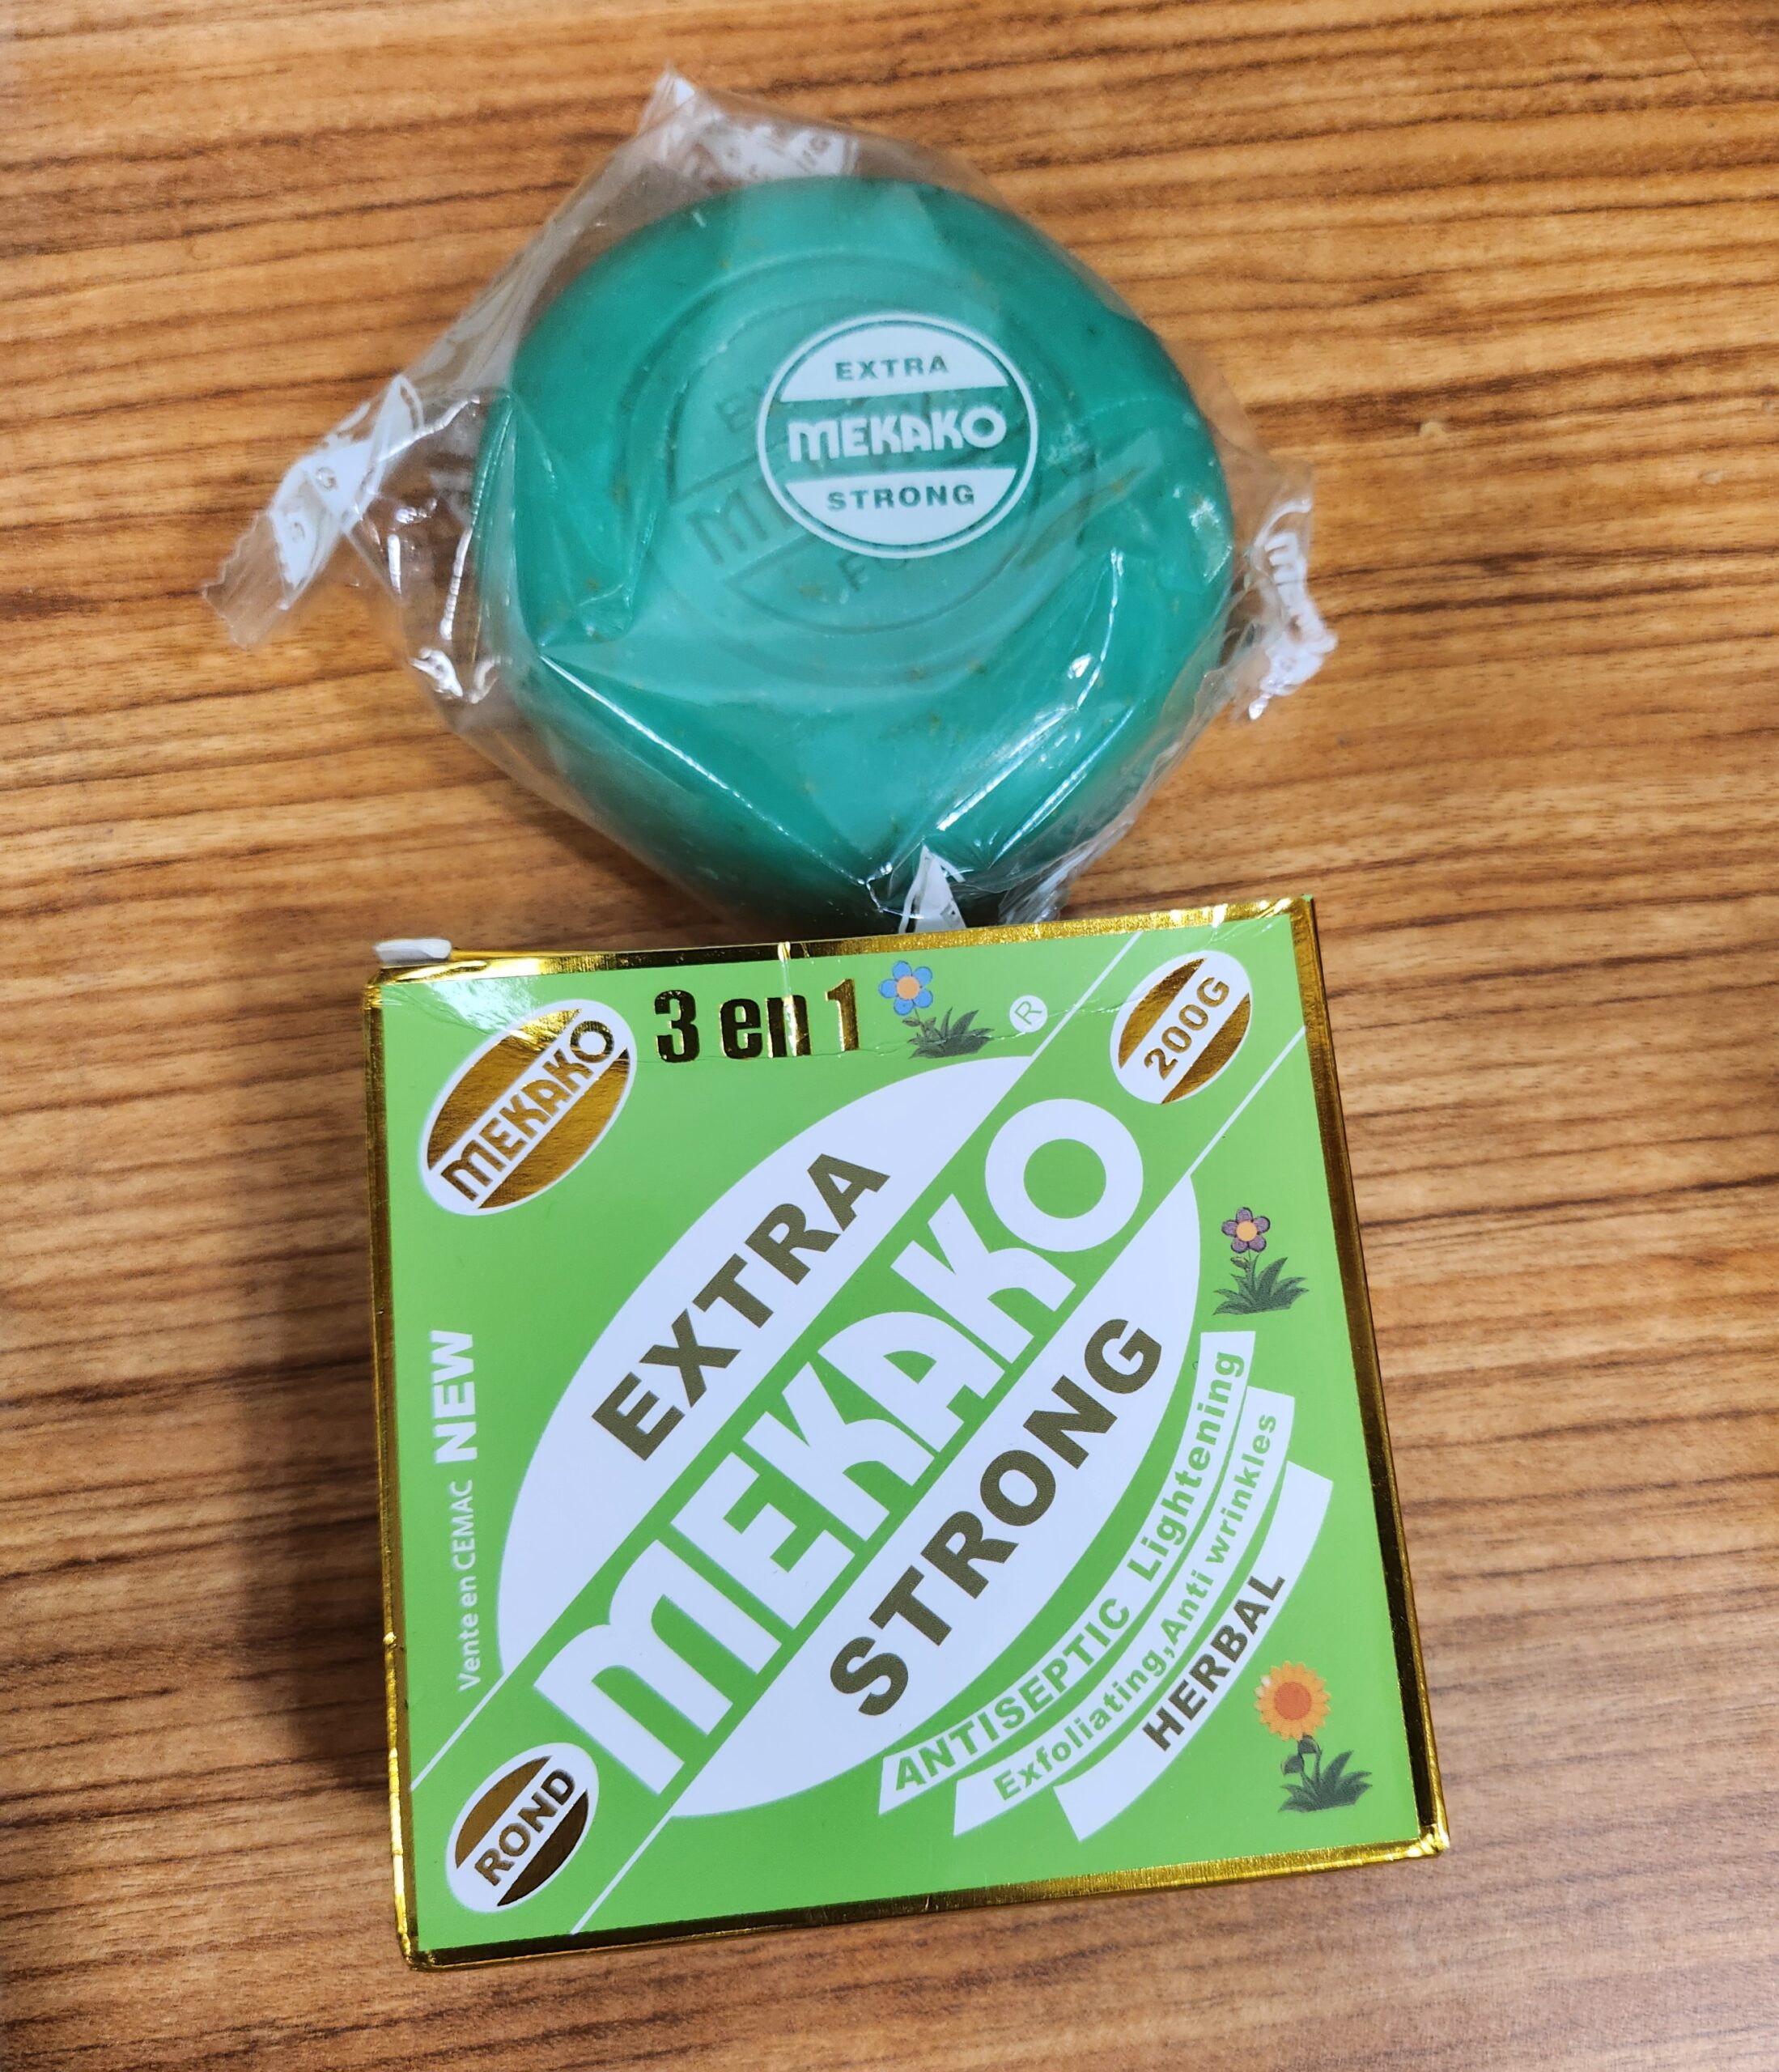 EXTRA
MEKAKO
STRONG
3 en 1
®
MEKAKO
200G
EXTRA
MEKAKO
STRONG
Vente en CEMAC NEW
ANTISEPTIC Lightening
Exfoliating,Anti wrinkles
HERBAL
ROND